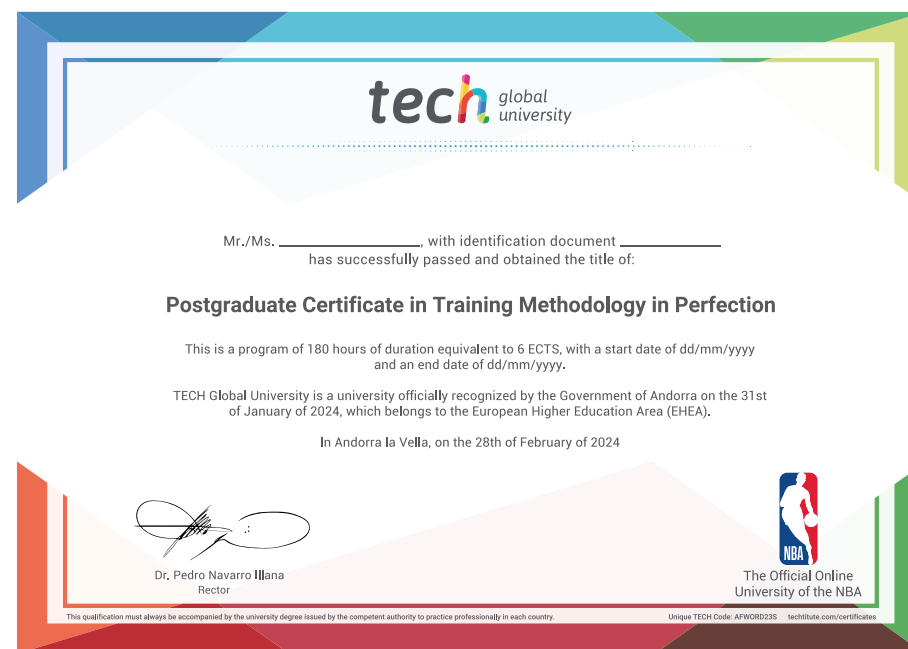 tech global university
Mr./Ms. ____________________, with identification document ______________
has successfully passed and obtained the title of:
Postgraduate Certificate in Training Methodology in Perfection
This is a program of 180 hours of duration equivalent to 6 ECTS, with a start date of dd/mm/yyyy
and an end date of dd/mm/yyyy.
TECH Global University is a university officially recognized by the Government of Andorra on the 31st
of January of 2024, which belongs to the European Higher Education Area (EHEA).
In Andorra la Vella, on the 28th of February of 2024
NBA
Dr. Pedro Navarro Illana
Rector
The Official Online
University of the NBA
This qualification must always be accompanied by the university degree issued by the competent authority to practice professionally in each country.
Unique TECH Code: AFWORD23S techtitute.com/certificates